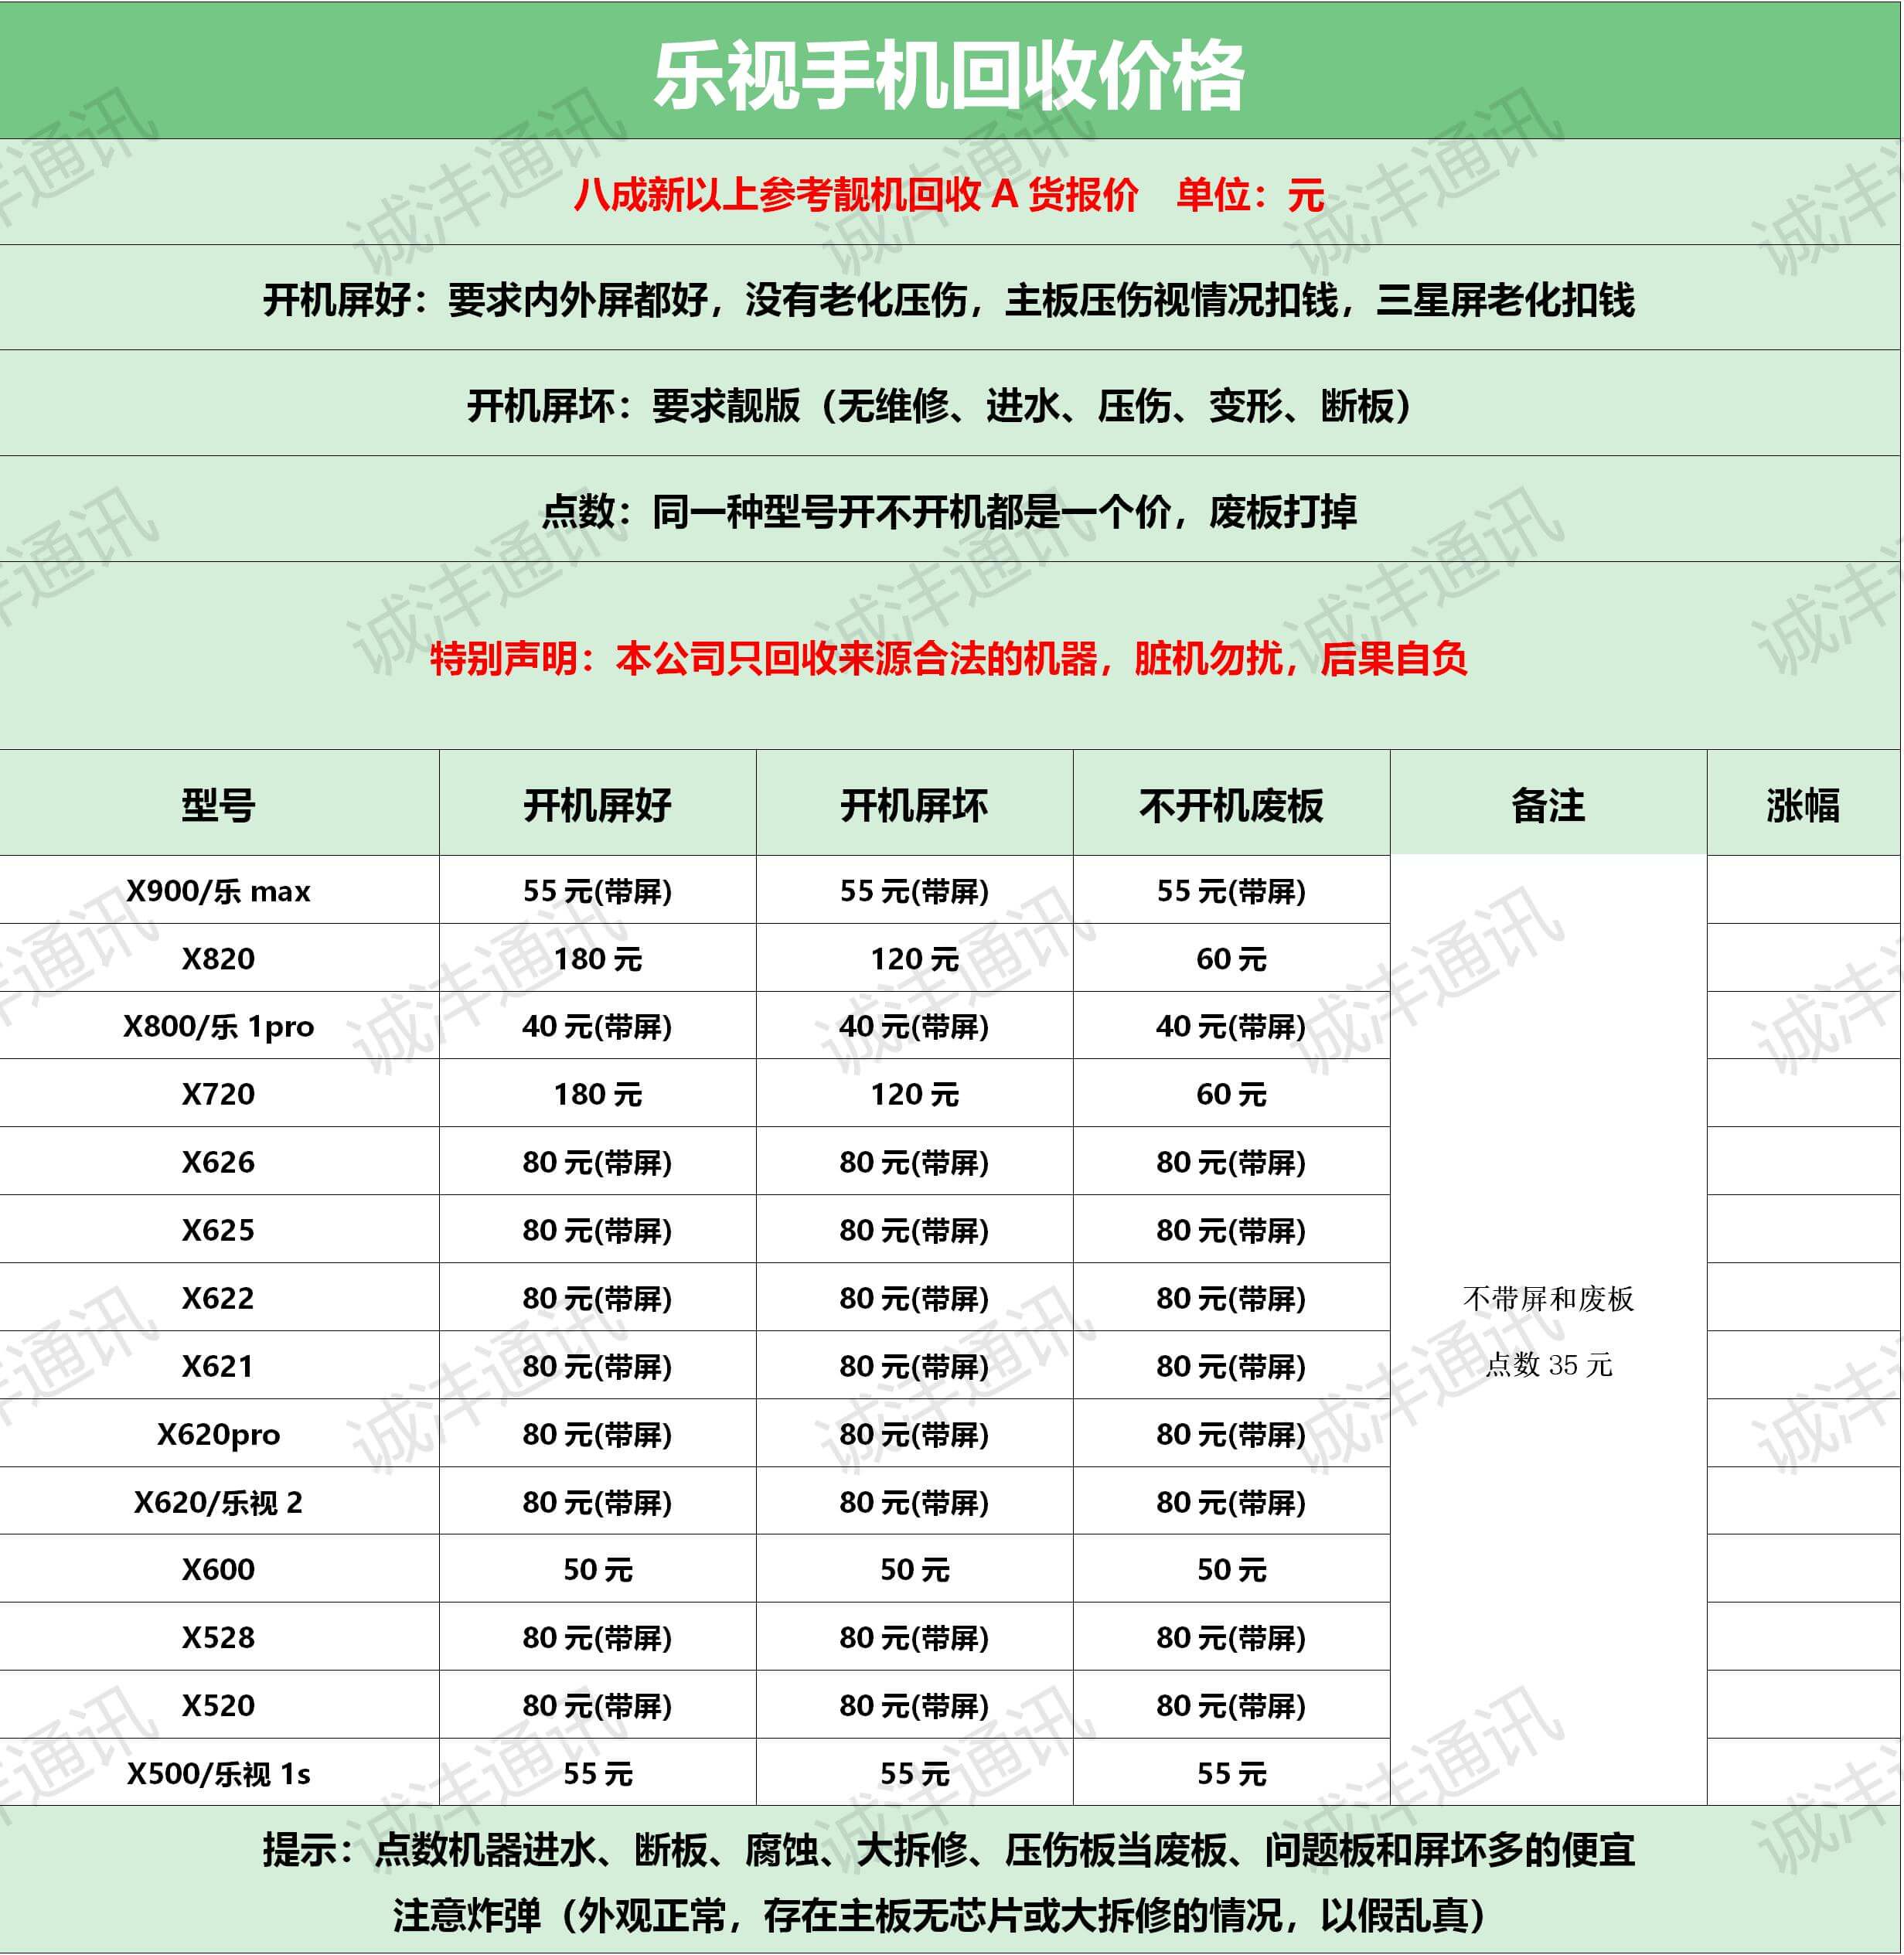 乐视手机回收价格
八成新以上参考靓机回收 A 货报价 单位：元
开机屏好：要求内外屏都好，没有老化压伤，主板压伤视情况扣钱，三星屏老化扣钱
开机屏坏：要求靓版（无维修、进水、压伤、变形、断板）
点数：同一种型号开不开机都是一个价，废板打掉
特别声明：本公司只回收来源合法的机器，脏机勿扰，后果自负
型号 开机屏好 开机屏坏 不开机废板 备注 涨幅
X900/乐 max 55 元(带屏) 55 元(带屏) 55 元(带屏)
X820 180 元 120 元 60 元
X800/乐 1pro 40 元(带屏) 40 元(带屏) 40 元(带屏)
X720 180 元 120 元 60 元
X626 80 元(带屏) 80 元(带屏) 80 元(带屏)
X625 80 元(带屏) 80 元(带屏) 80 元(带屏)
X622 80 元(带屏) 80 元(带屏) 80 元(带屏) 不带屏和废板
X621 80 元(带屏) 80 元(带屏) 80 元(带屏) 点数 35 元
X620pro 80 元(带屏) 80 元(带屏) 80 元(带屏)
X620/乐视 2 80 元(带屏) 80 元(带屏) 80 元(带屏)
X600 50 元 50 元 50 元
X528 80 元(带屏) 80 元(带屏) 80 元(带屏)
X520 80 元(带屏) 80 元(带屏) 80 元(带屏)
X500/乐视 1s 55 元 55 元 55 元
提示：点数机器进水、断板、腐蚀、大拆修、压伤板当废板、问题板和屏坏多的便宜
注意炸弹（外观正常，存在主板无芯片或大拆修的情况，以假乱真）
诚沣通讯